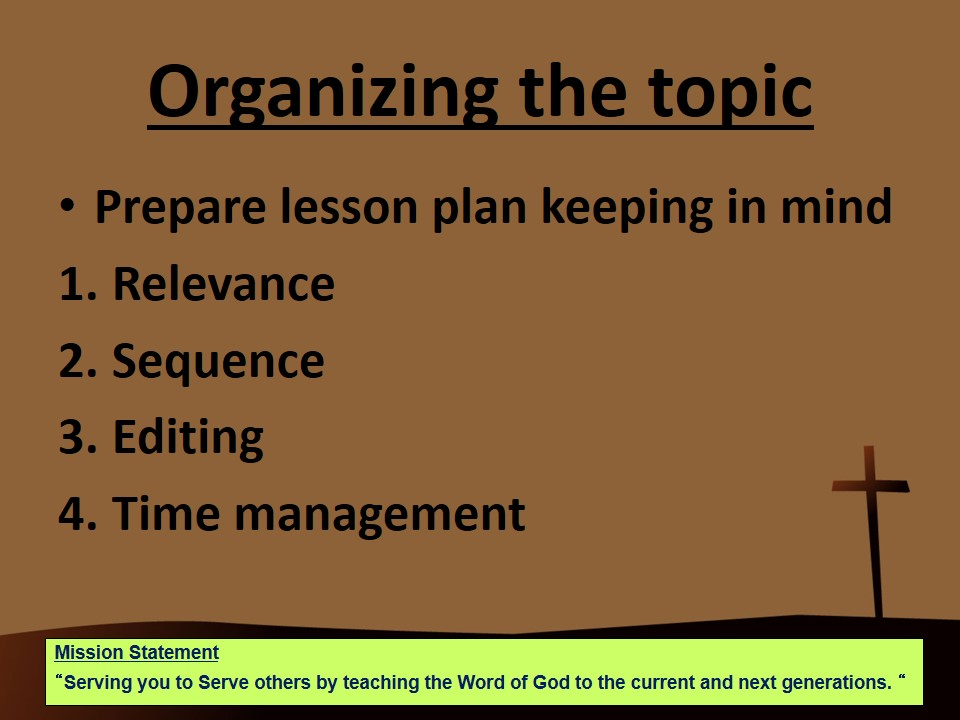 Organizing the topic
• Prepare lesson plan keeping in mind
1. Relevance
2. Sequence
3. Editing
4. Time management
Mission Statement
“Serving you to Serve others by teaching the Word of God to the current and next generations. “